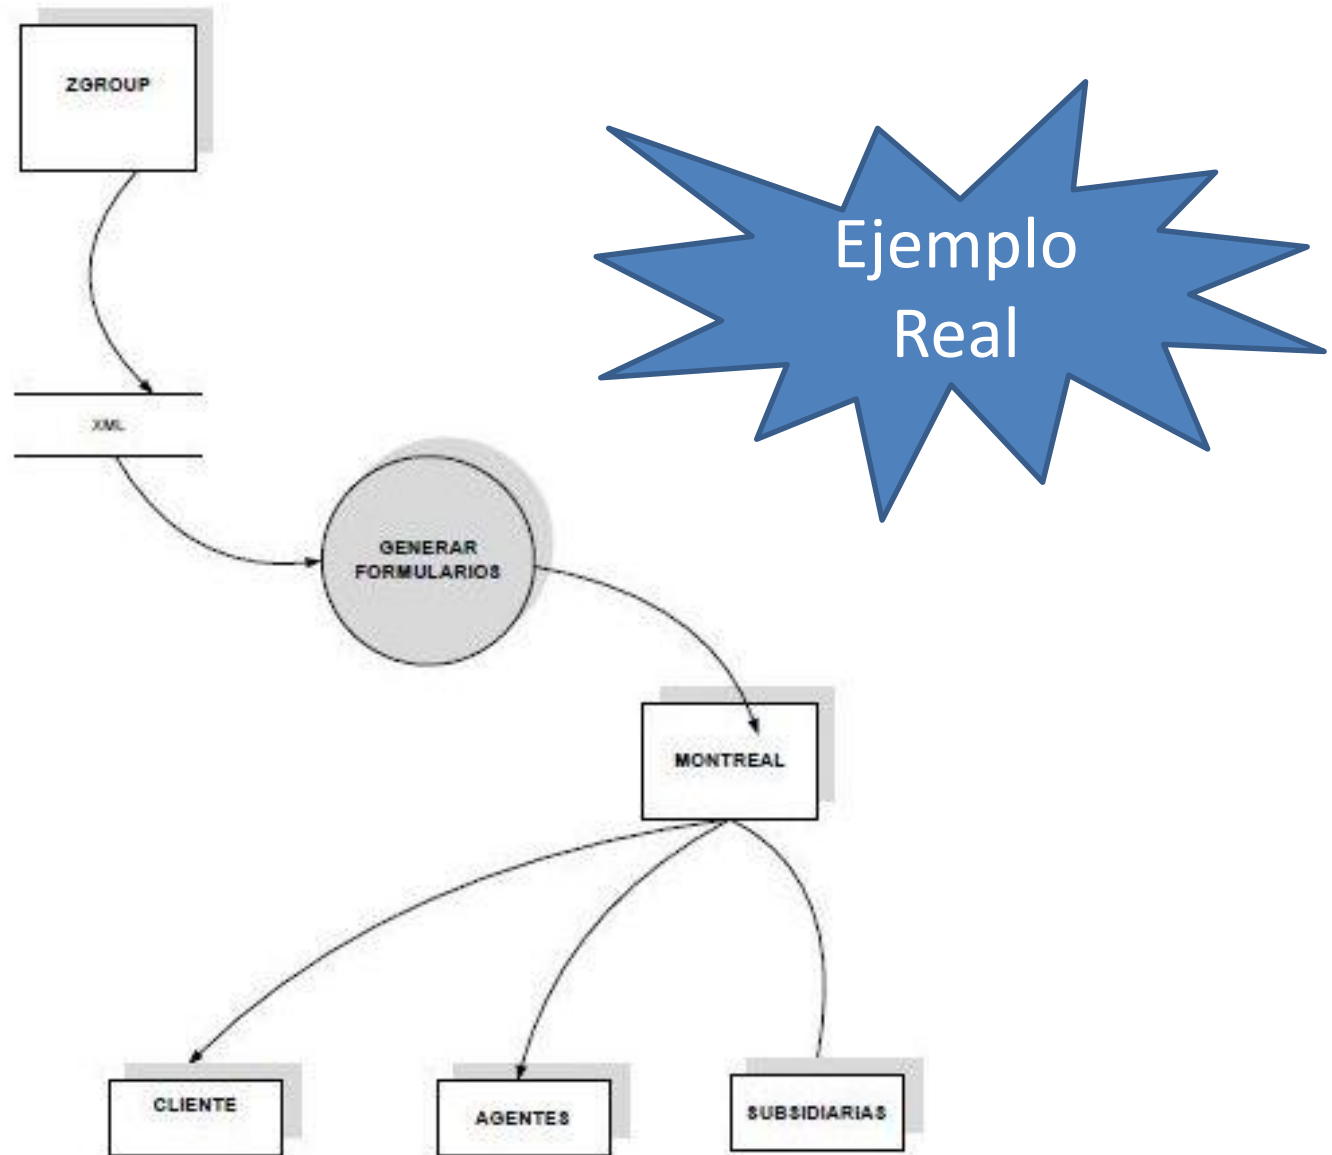 ZGROUP
Ejemplo
Real
XML
GENERAR
FORMULARIOS
MONTREAL
CLIENTE
AGENTES
SUBSIDIARIAS